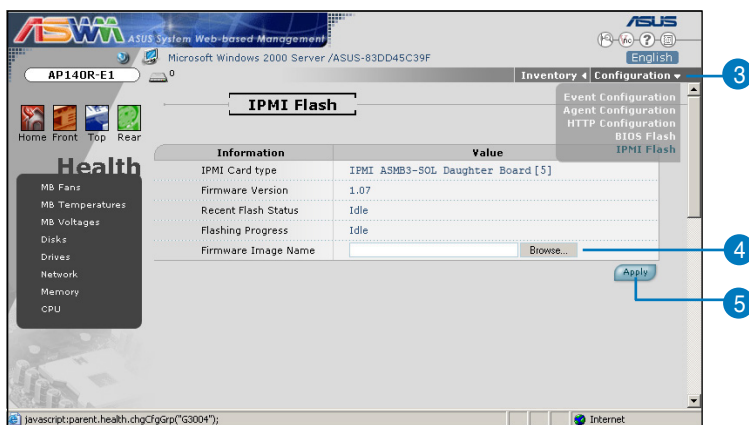 ASWM ASUS System Web-based Management
ASUS
nic ?
Microsoft Windows 2000 Server /ASUS-83DD45C39F
English
AP140R-E1
0
Inventory Configuration
3
IPMI Flash
Event Configuration
Agent Configuration
HTTP Configuration
BIOS Flash
IPMI Flash
Home Front Top Rear
Health
MB Fans
MB Temperatures
MB Voltages
Disks
Drives
Network
Memory
CPU
Information Value
IPMI Card type IPMI ASMB3-SOL Daughter Board[5]
Firmware Version 1.07
Recent Flash Status Idle
Flashing Progress Idle
Firmware Image Name Browse...
4
Apply
5
javascript:parent.health.chgCfgGrp("G3004");
Internet